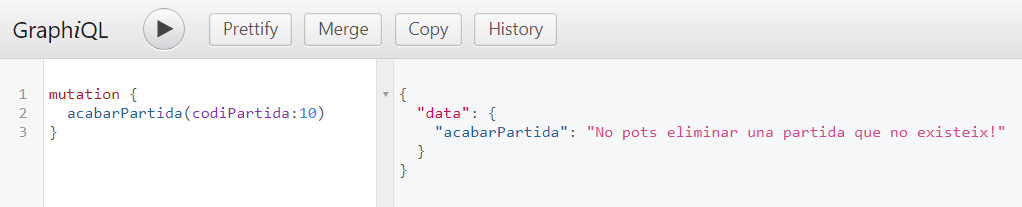 GraphiQL Prettify Merge Copy History
1 mutation {
2 acabarPartida(codiPartida:10)
3 }
{
"data": {
"acabarPartida": "No pots eliminar una partida que no existeix!"
}
}